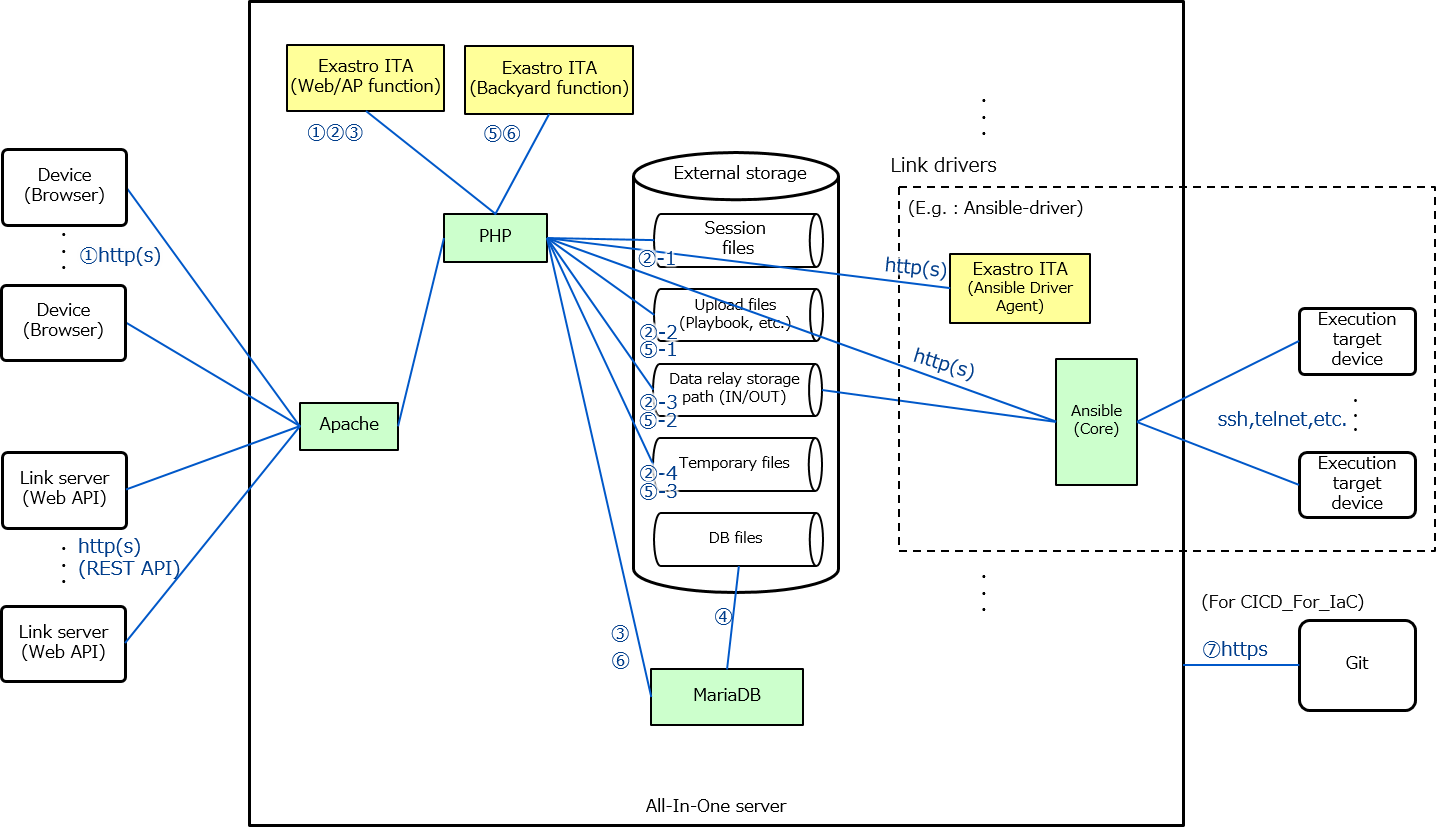 Exastro ITA
(Web/AP function)
Exastro ITA
(Backyard function)
①②③
⑤⑥
Device
(Browser)
①http(s)
Device
(Browser)
Link server
(Web API)
http(s)
(REST API)
Link server
(Web API)
Apache
PHP
External storage
Session
files
②-1
Upload files
(Playbook, etc.)
②-2
⑤-1
Data relay storage
path (IN/OUT)
②-3
⑤-2
Temporary files
②-4
⑤-3
DB files
④
③
⑥
MariaDB
Link drivers
(E.g. : Ansible-driver)
http(s)
Exastro ITA
(Ansible Driver
Agent)
http(s)
Ansible
(Core)
Execution
target
device
ssh,telnet,etc.
Execution
target
device
(For CICD_For_IaC)
⑦https
Git
All-In-One server